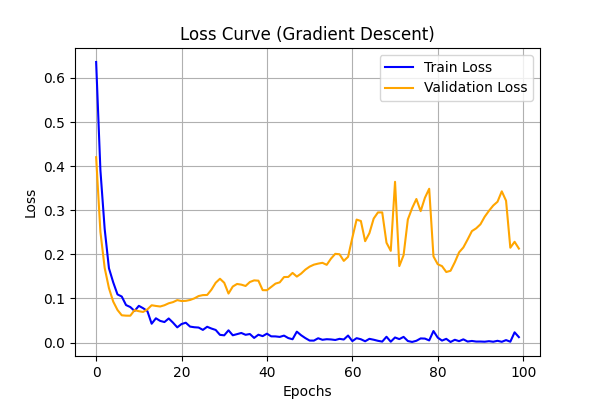 Loss Curve (Gradient Descent)
Train Loss
Validation Loss
0.6
0.5
0.4
0.3
0.2
0.1
0.0
Loss
0 20 40 60 80 100
Epochs